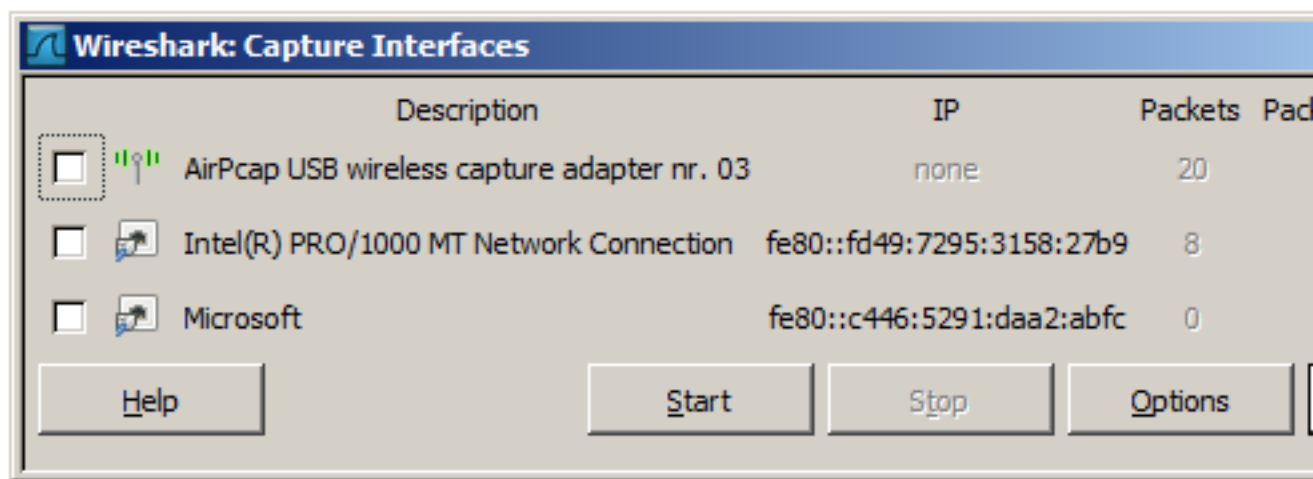 Wireshark: Capture Interfaces
Description IP Packets
AirPcap USB wireless capture adapter nr. 03 none 20
Intel(R) PRO/1000 MT Network Connection fe80::fd49:7295:3158:27b9 8
Microsoft fe80::c446:5291:daa2:abfc 0
Help Start Stop Options